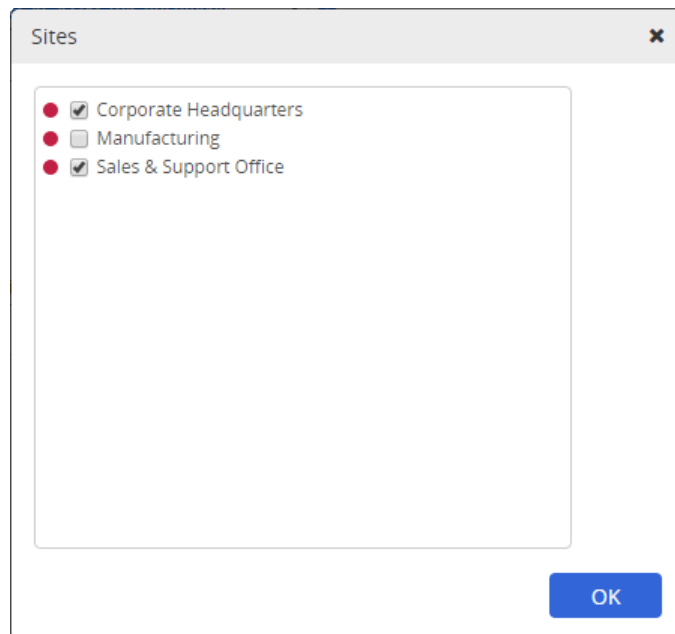 Sites
Corporate Headquarters
Manufacturing
Sales & Support Office
OK